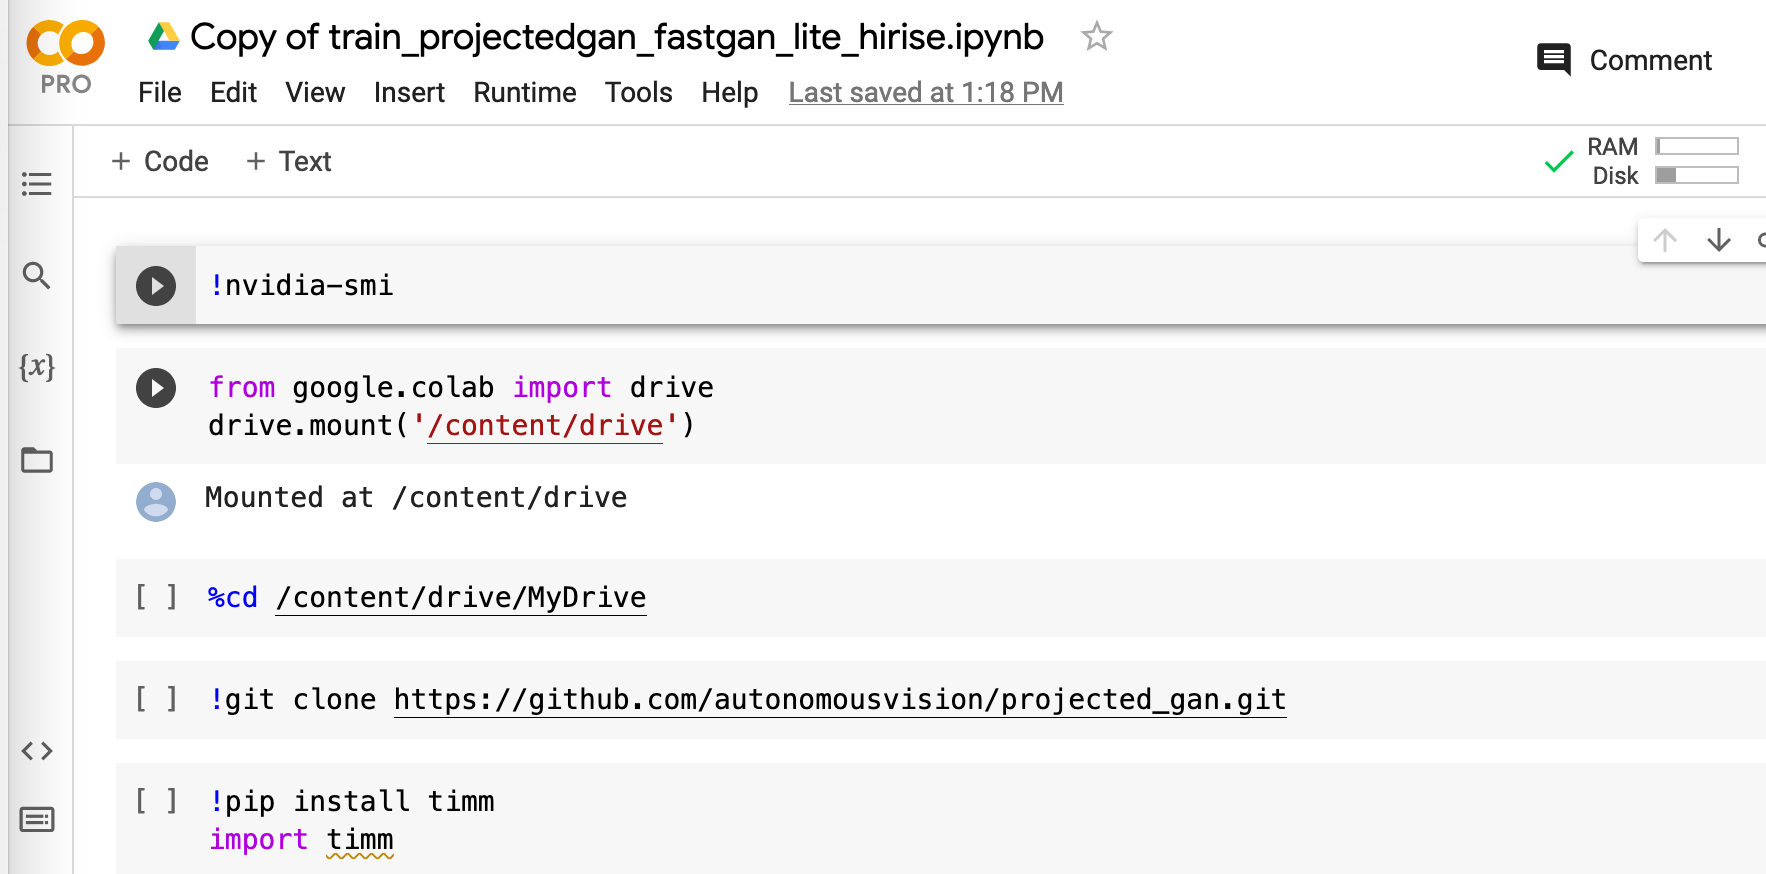 Copy of train_projectedgan_fastgan_lite_hirise.ipynb
PRO
File Edit View Insert Runtime Tools Help Last saved at 1:18 PM
Comment
+ Code + Text
RAM
Disk
!nvidia-smi
from google.colab import drive
drive.mount('/content/drive')
Mounted at /content/drive
[ ] %cd /content/drive/MyDrive
[ ] !git clone https://github.com/autonomousvision/projected_gan.git
[ ] !pip install timm
import timm
{x}